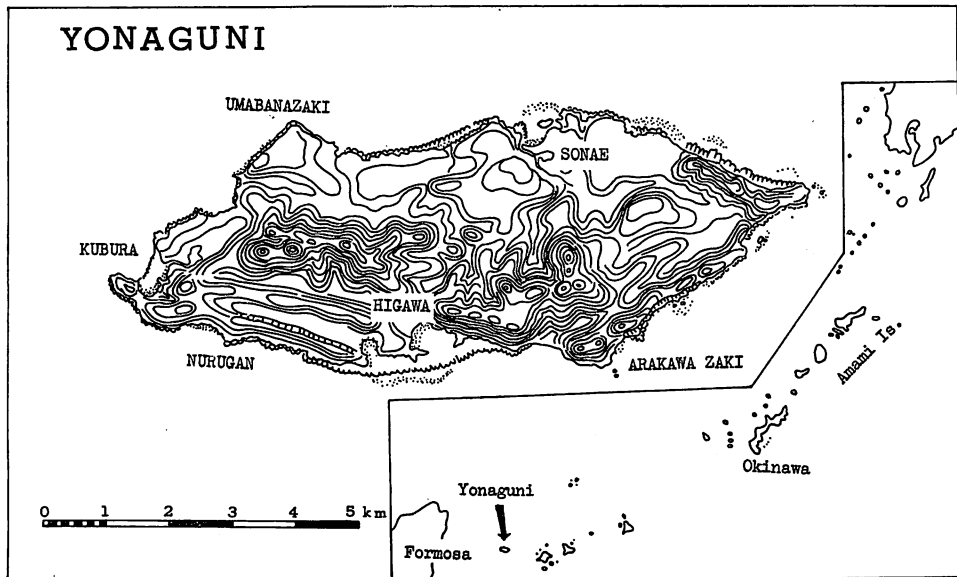 YONAGUNI
UMABANAZAKI
SONAE
KUBURA
HIGAWA
NURUGAN
ARAKAWA ZAKI
Amami Is.
Okinawa
Yonaguni
Formosa
0 1 2 3 4 5 km